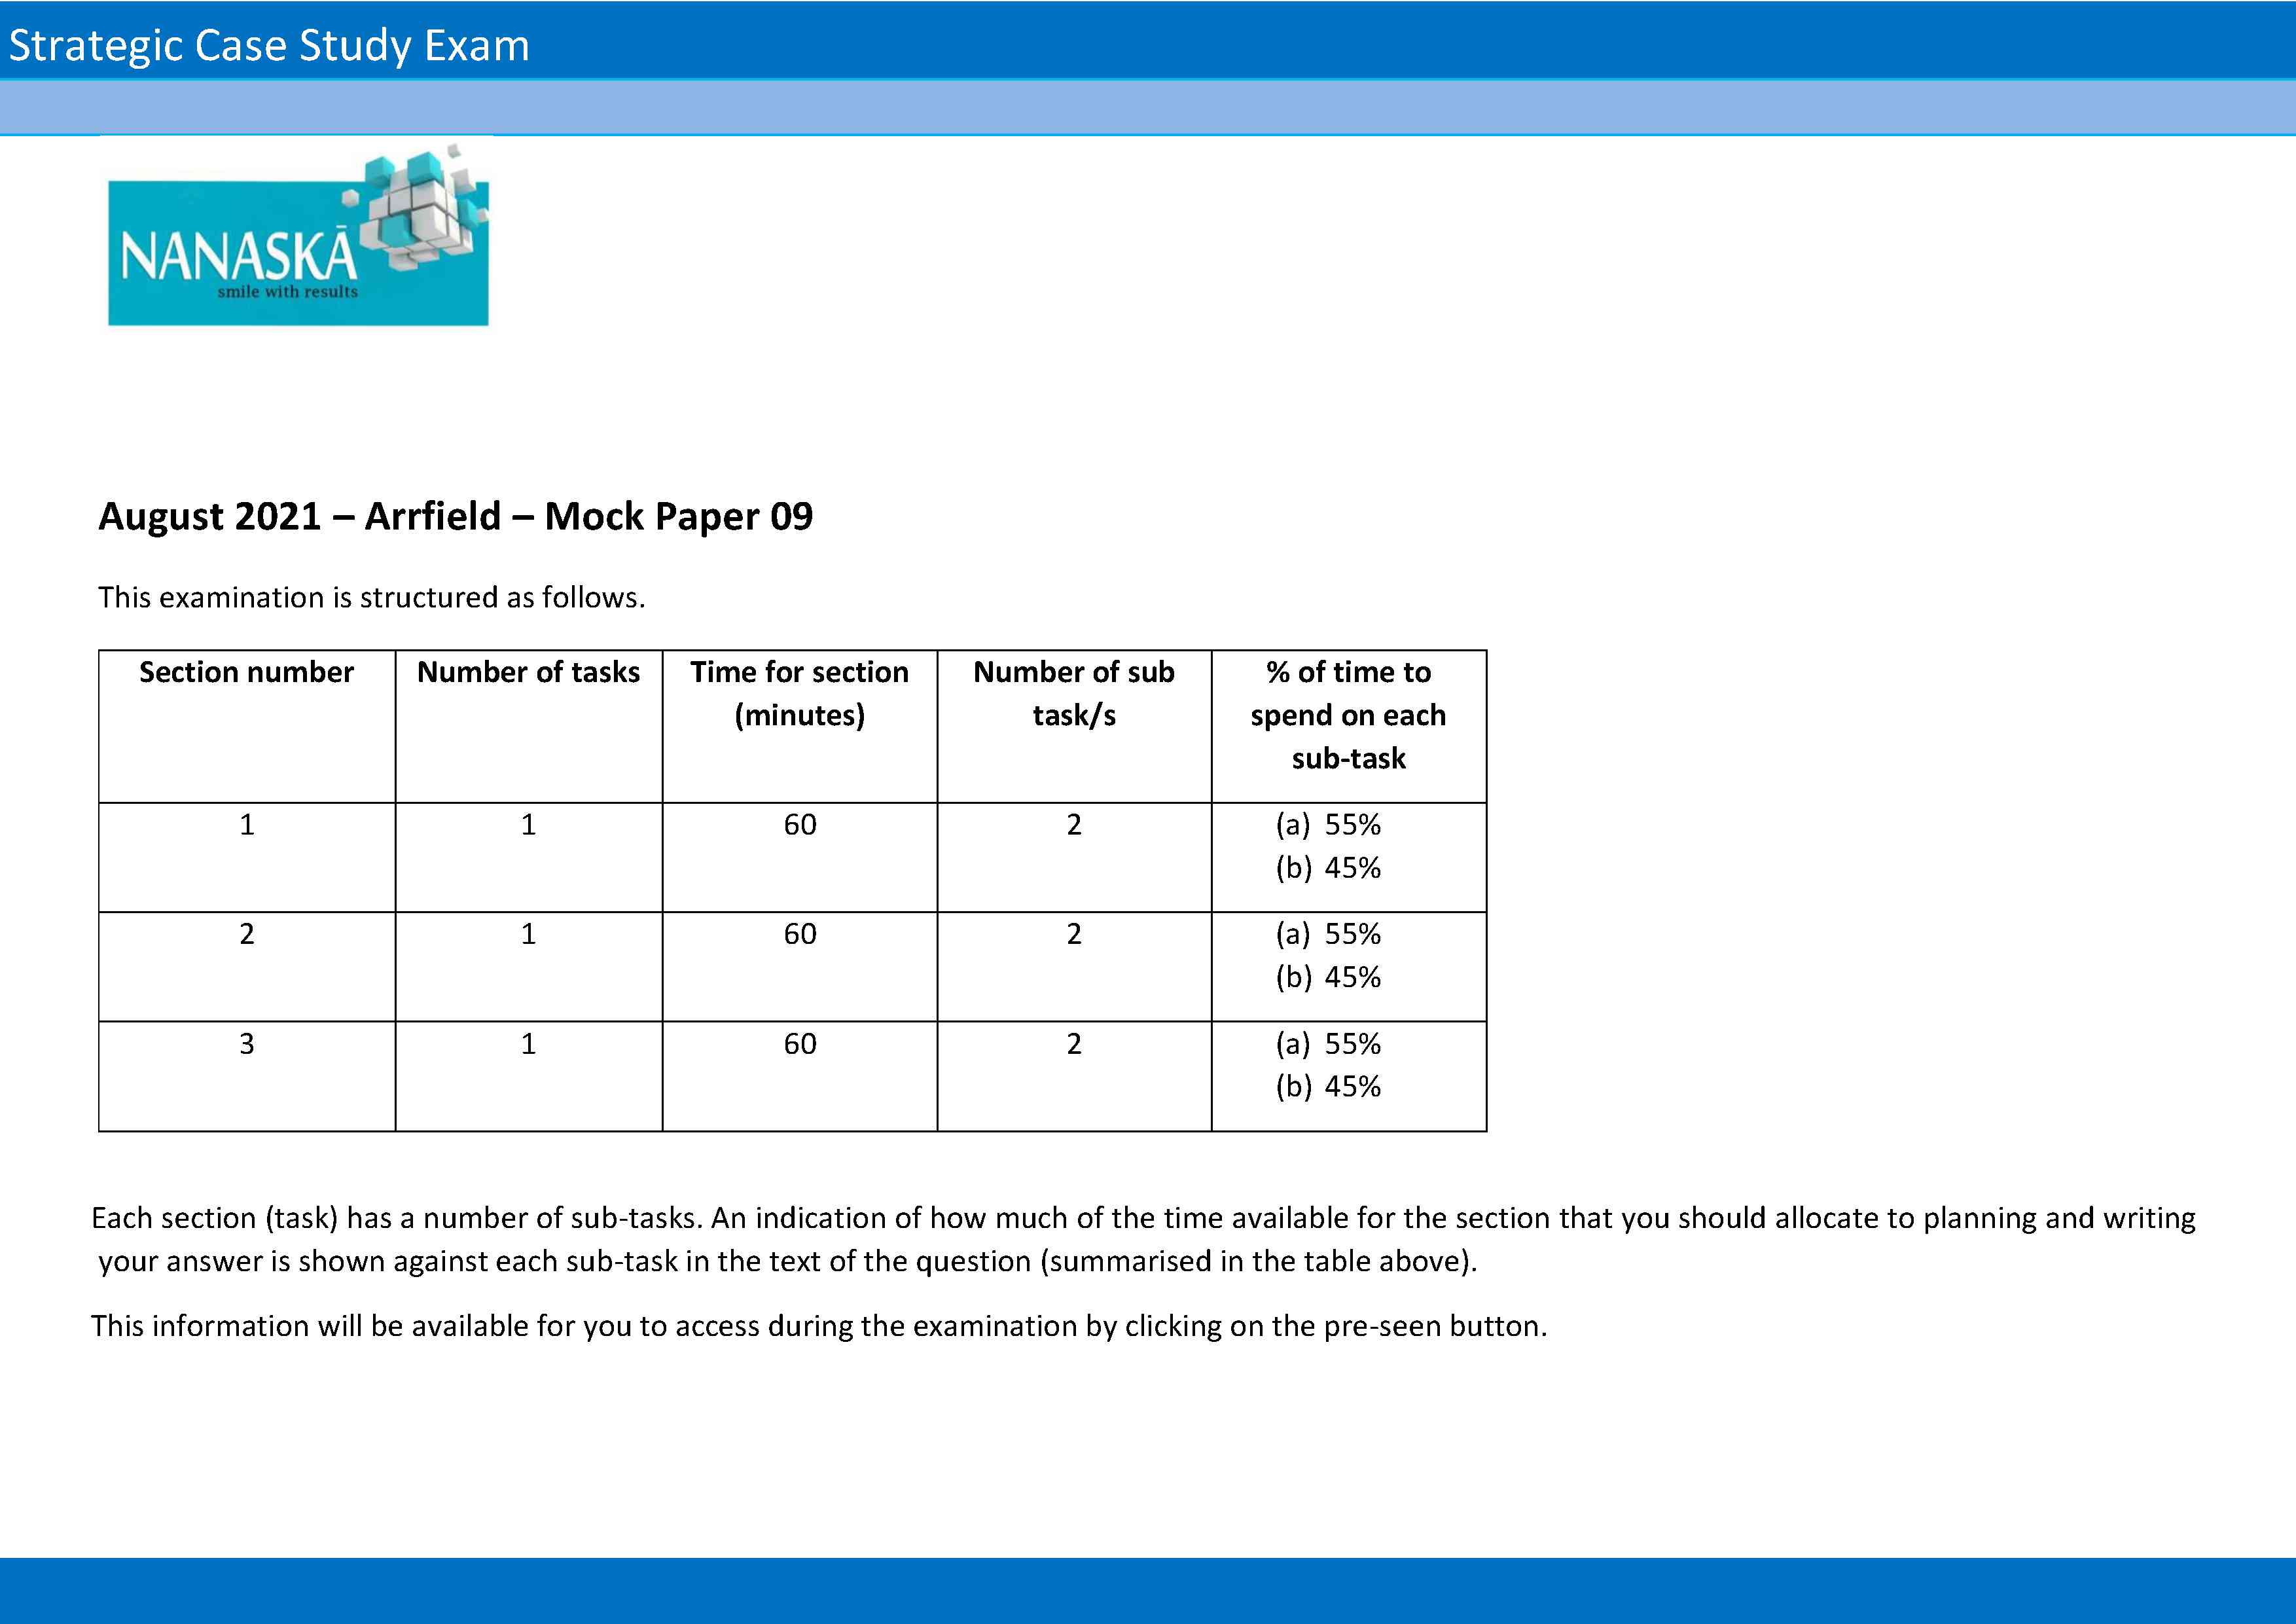 Strategic Case Study Exam
NANASKĀ
smile with results
August 2021 – Arrfield – Mock Paper 09
This examination is structured as follows.
Section number Number of tasks Time for section (minutes) Number of sub task/s % of time to spend on each sub-task
1 1 60 2 (a) 55%
(b) 45%
2 1 60 2 (a) 55%
(b) 45%
3 1 60 2 (a) 55%
(b) 45%
Each section (task) has a number of sub-tasks. An indication of how much of the time available for the section that you should allocate to planning and writing
your answer is shown against each sub-task in the text of the question (summarised in the table above).
This information will be available for you to access during the examination by clicking on the pre-seen button.